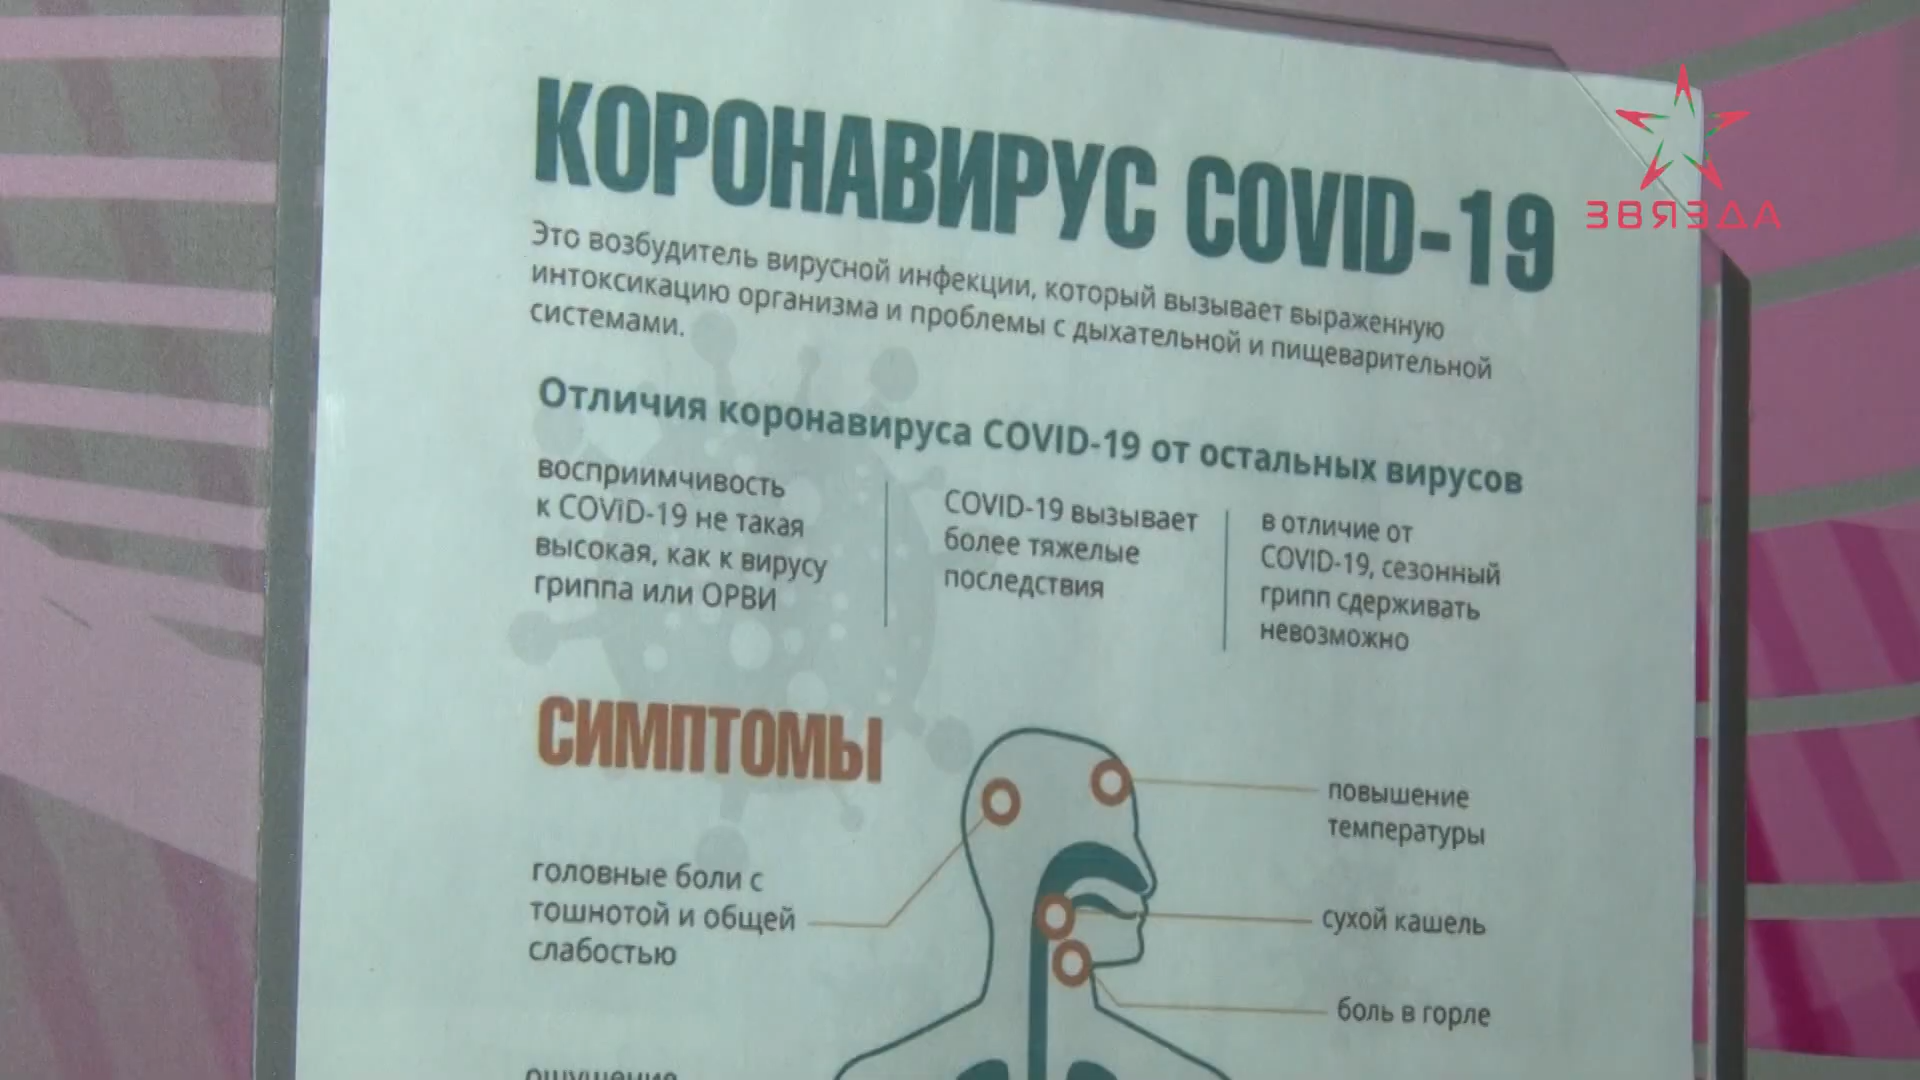 КОРОНАВИРУС COVID-19
Это возбудитель вирусной инфекции, который вызывает выраженную
интоксикацию организма и проблемы с дыхательной и пищеварительной
системами.
Отличия коронавируса COVID-19 от остальных вирусов
восприимчивость
к COViD-19 не такая
высокая, как к вирусу
гриппа или ОРВИ
COVID-19 вызывает
более тяжелые
последствия
в отличие от
COVID-19, сезонный
грипп сдерживать
невозможно
СИМПТОМЫ
головные боли с
тошнотой и общей
слабостью
повышение
температуры
сухой кашель
боль в горле
ощущение
ЗВЯЗДА